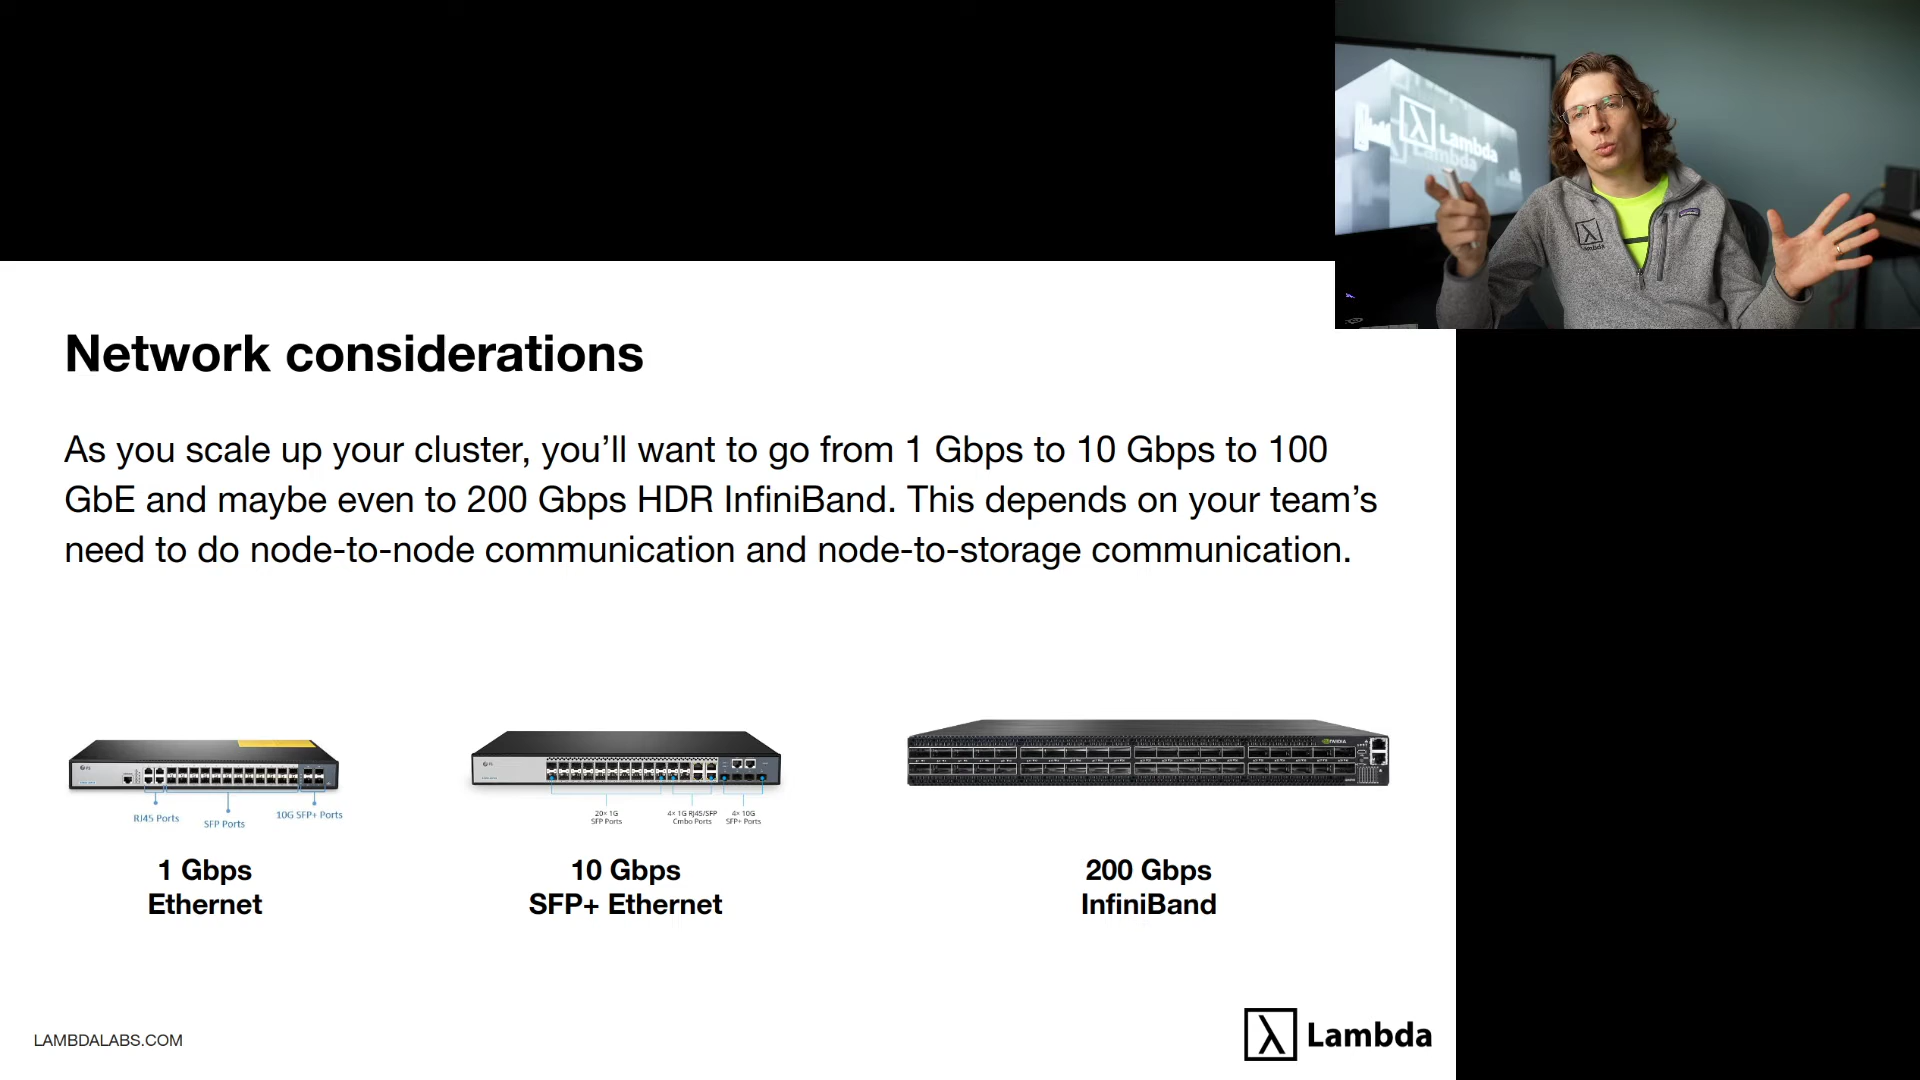 Lambda
Lambda
Network considerations
As you scale up your cluster, you’ll want to go from 1 Gbps to 10 Gbps to 100
GbE and maybe even to 200 Gbps HDR InfiniBand. This depends on your team’s
need to do node-to-node communication and node-to-storage communication.
NVIDIA
RJ45 Ports
SFP Ports
10G SFP+ Ports
20× 1G
SFP Ports
4× 1G RJ45/SFP
Cmbo Ports
4× 10G
SFP+ Ports
1 Gbps
Ethernet
10 Gbps
SFP+ Ethernet
200 Gbps
InfiniBand
LAMBDALABS.COM
Lambda